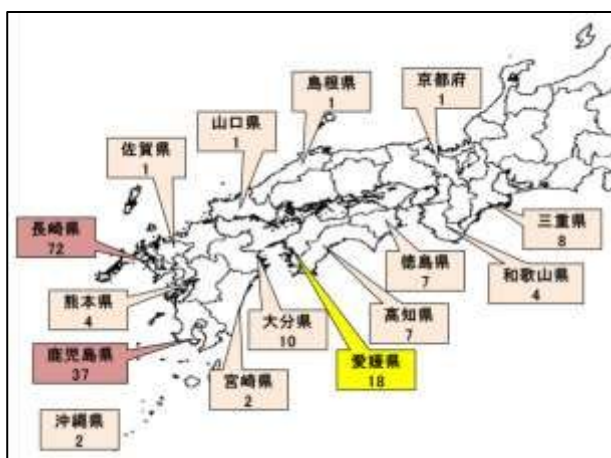 島根県
1
京都府
1
山口県
1
佐賀県
1
長崎県
72
三重県
8
徳島県
7
和歌山県
4
熊本県
4
大分県
10
高知県
7
鹿児島県
37
宮崎県
2
愛媛県
18
沖縄県
2